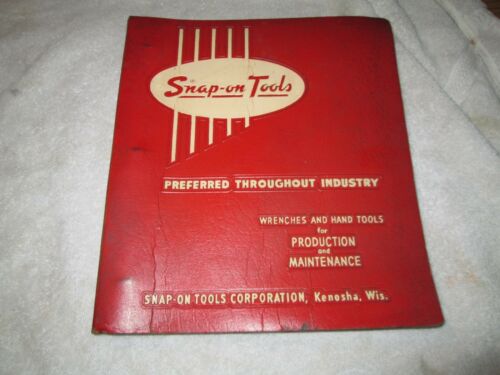 Snap-on Tools
PREFERRED THROUGHOUT INDUSTRY
WRENCHES AND HAND TOOLS
for
PRODUCTION
and
MAINTENANCE
SNAP-ON TOOLS CORPORATION, Kenosha, Wis.